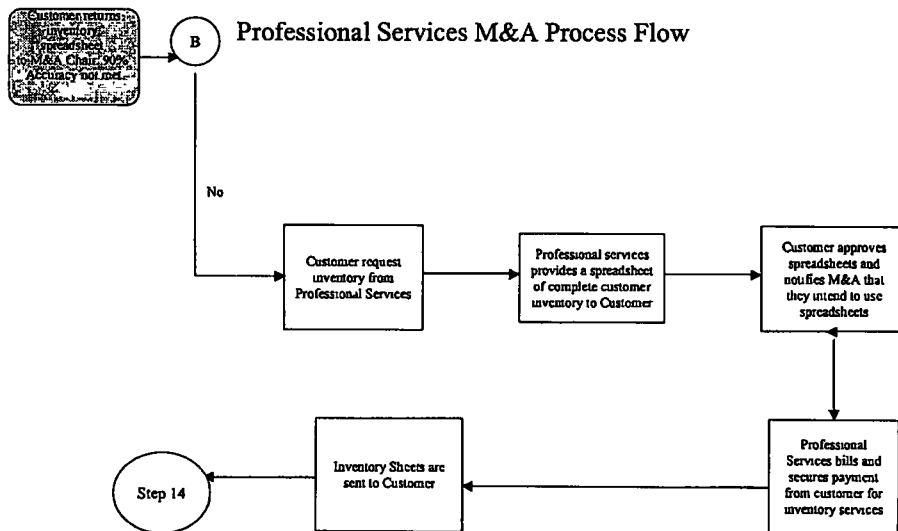 Professional Services M&A Process Flow
Customer returns
inventory
spreadsheet
to M&A Chair. 90%
Accuracy not met.
B
No
Customer request
inventory from
Professional Services
Professional services
provides a spreadsheet
of complete customer
inventory to Customer
Customer approves
spreadsheets and
notifies M&A that
they intend to use
spreadsheets
Professional
Services bills and
secures payment
from customer for
inventory services
Inventory Sheets are
sent to Customer
Step 14